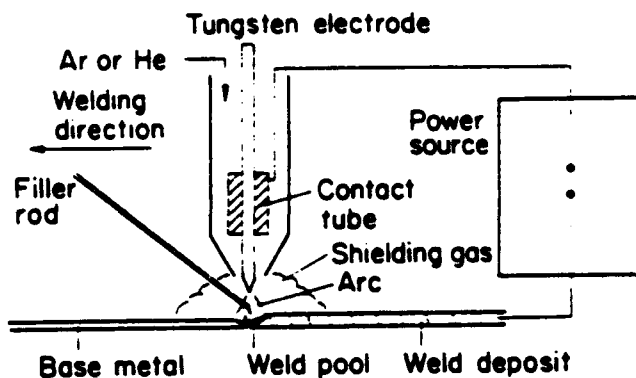 Tungsten electrode
Ar or He
Welding
direction
Power
source
Filler
rod
Contact
tube
Shielding gas
Arc
Base metal
Weld pool
Weld deposit